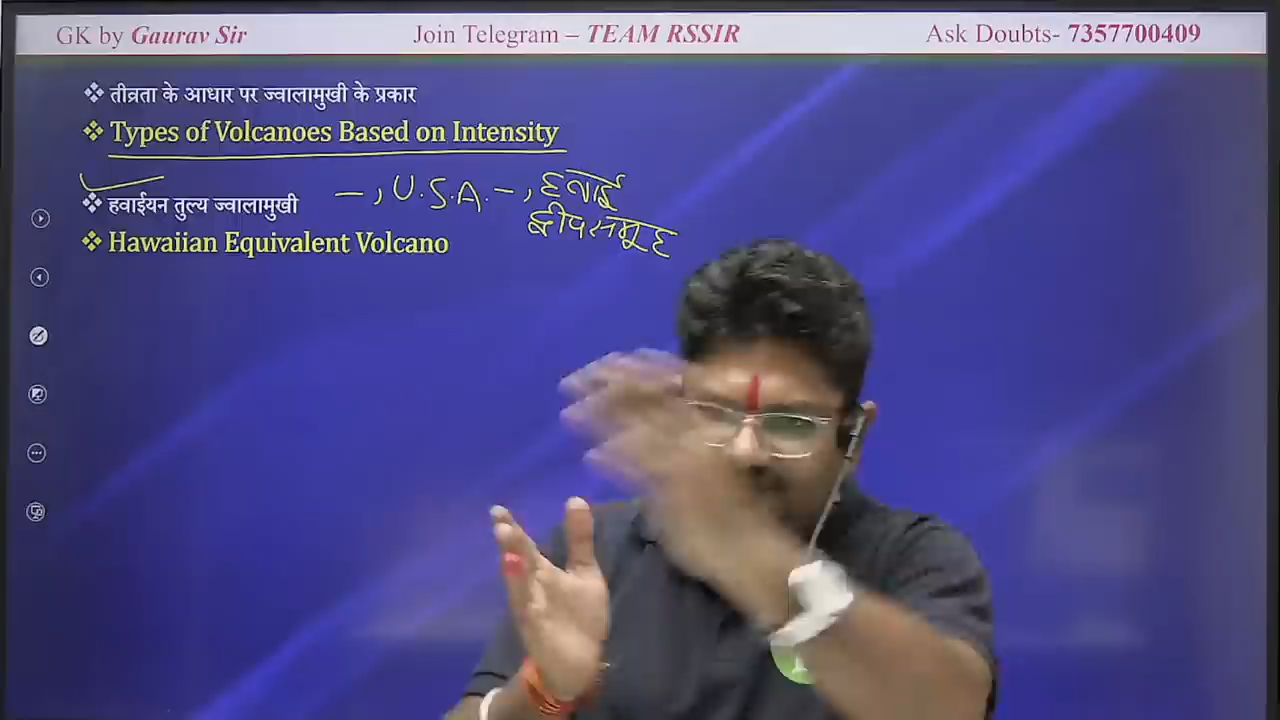 GK by Gaurav Sir
Join Telegram – TEAM RSSIR
Ask Doubts- 7357700409
❖ तीव्रता के आधार पर ज्वालामुखी के प्रकार
❖ Types of Volcanoes Based on Intensity
❖ हवाईयन तुल्य ज्वालामुखी
– , U.S.A. – , हवाई
द्वीपसमूह
❖ Hawaiian Equivalent Volcano